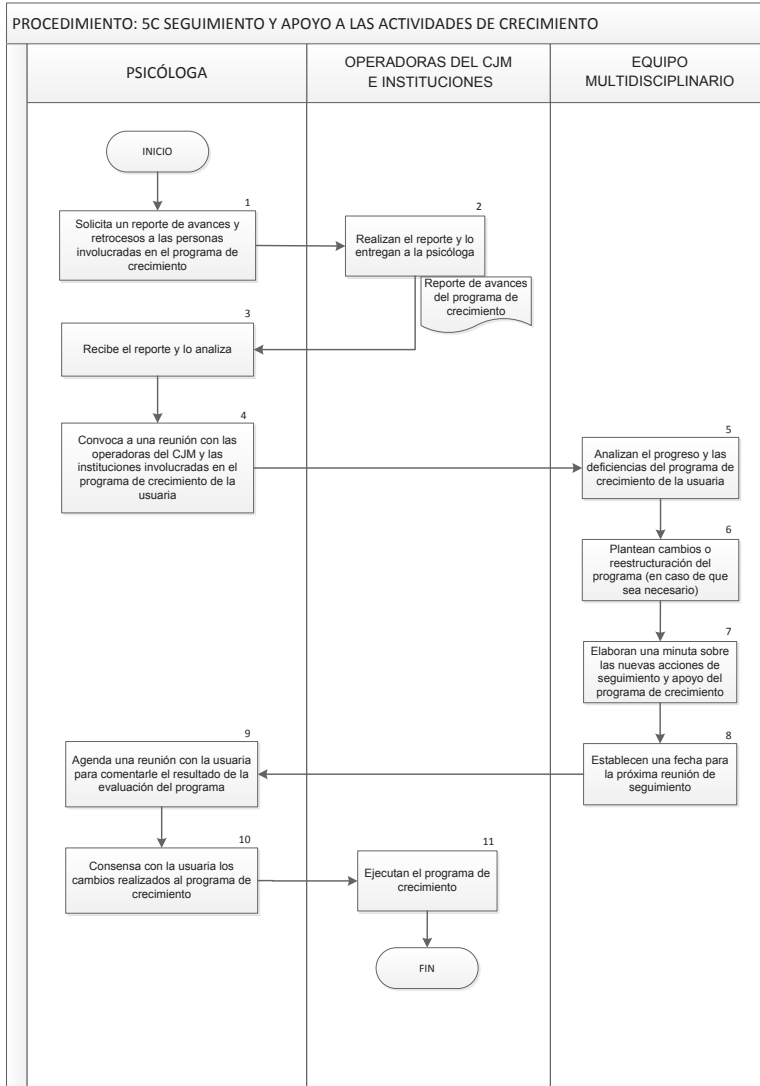 PROCEDIMIENTO: 5C SEGUIMIENTO Y APOYO A LAS ACTIVIDADES DE CRECIMIENTO
PSICÓLOGA
OPERADORAS DEL CJM
E INSTITUCIONES
EQUIPO
MULTIDISCIPLINARIO
INICIO
1
Solicita un reporte de avances y
retrocesos a las personas
involucradas en el programa de
crecimiento
2
Realizan el reporte y lo
entregan a la psicóloga
Reporte de avances
del programa de
crecimiento
3
Recibe el reporte y lo analiza
4
Convoca a una reunión con las
operadoras del CJM y las
instituciones involucradas en el
programa de crecimiento de la
usuaria
5
Analizan el progreso y las
deficiencias del programa de
crecimiento de la usuaria
6
Plantean cambios o
reestructuración del
programa (en caso de que
sea necesario)
7
Elaboran una minuta sobre
las nuevas acciones de
seguimiento y apoyo del
programa de crecimiento
8
Establecen una fecha para
la próxima reunión de
seguimiento
9
Agenda una reunión con la usuaria
para comentarle el resultado de la
evaluación del programa
10
Consensa con la usuaria los
cambios realizados al programa de
crecimiento
11
Ejecutan el programa de
crecimiento
FIN